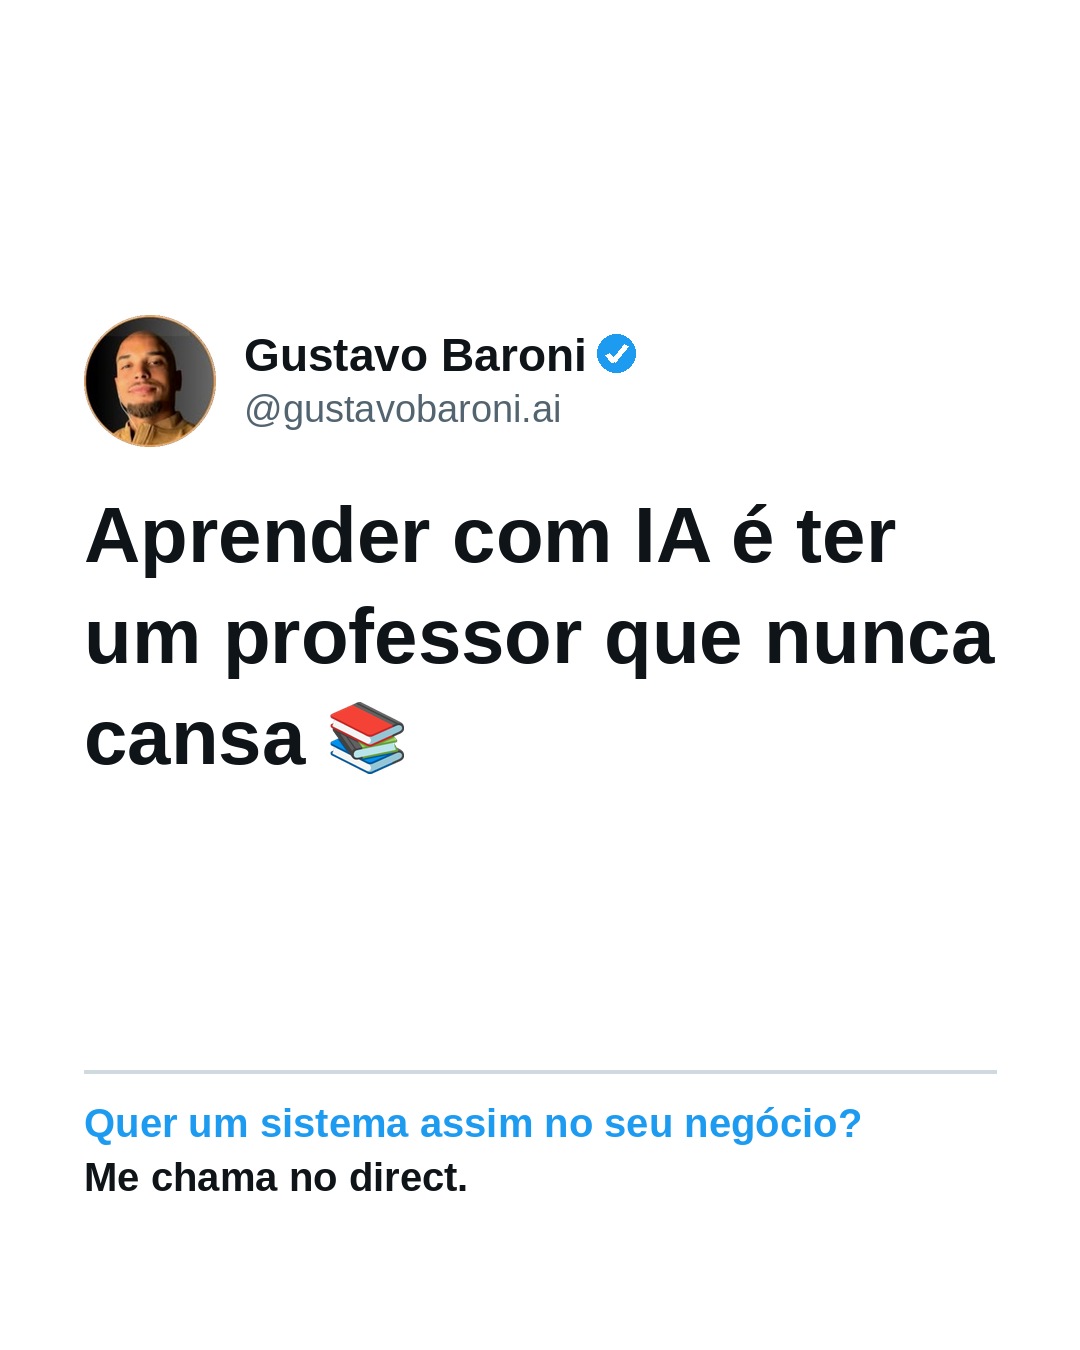 Gustavo Baroni
@gustavobaroni.ai
Aprender com IA é ter
um professor que nunca
cansa 📚
Quer um sistema assim no seu negócio?
Me chama no direct.